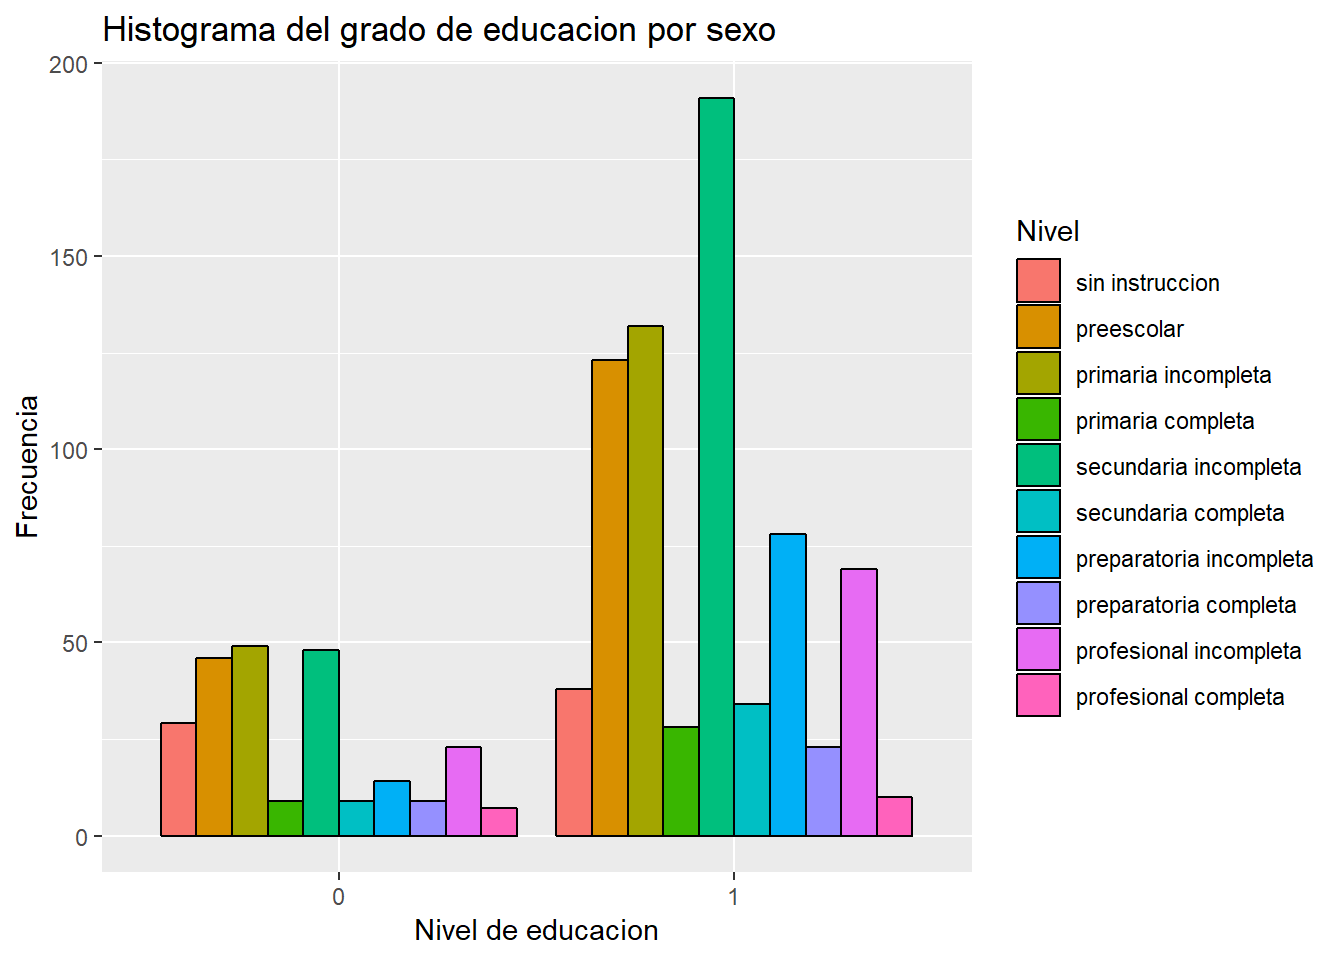 Histograma del grado de educacion por sexo
200
150
100
50
0
Frecuencia
0
1
Nivel de educacion
Nivel
sin instruccion
preescolar
primaria incompleta
primaria completa
secundaria incompleta
secundaria completa
preparatoria incompleta
preparatoria completa
profesional incompleta
profesional completa